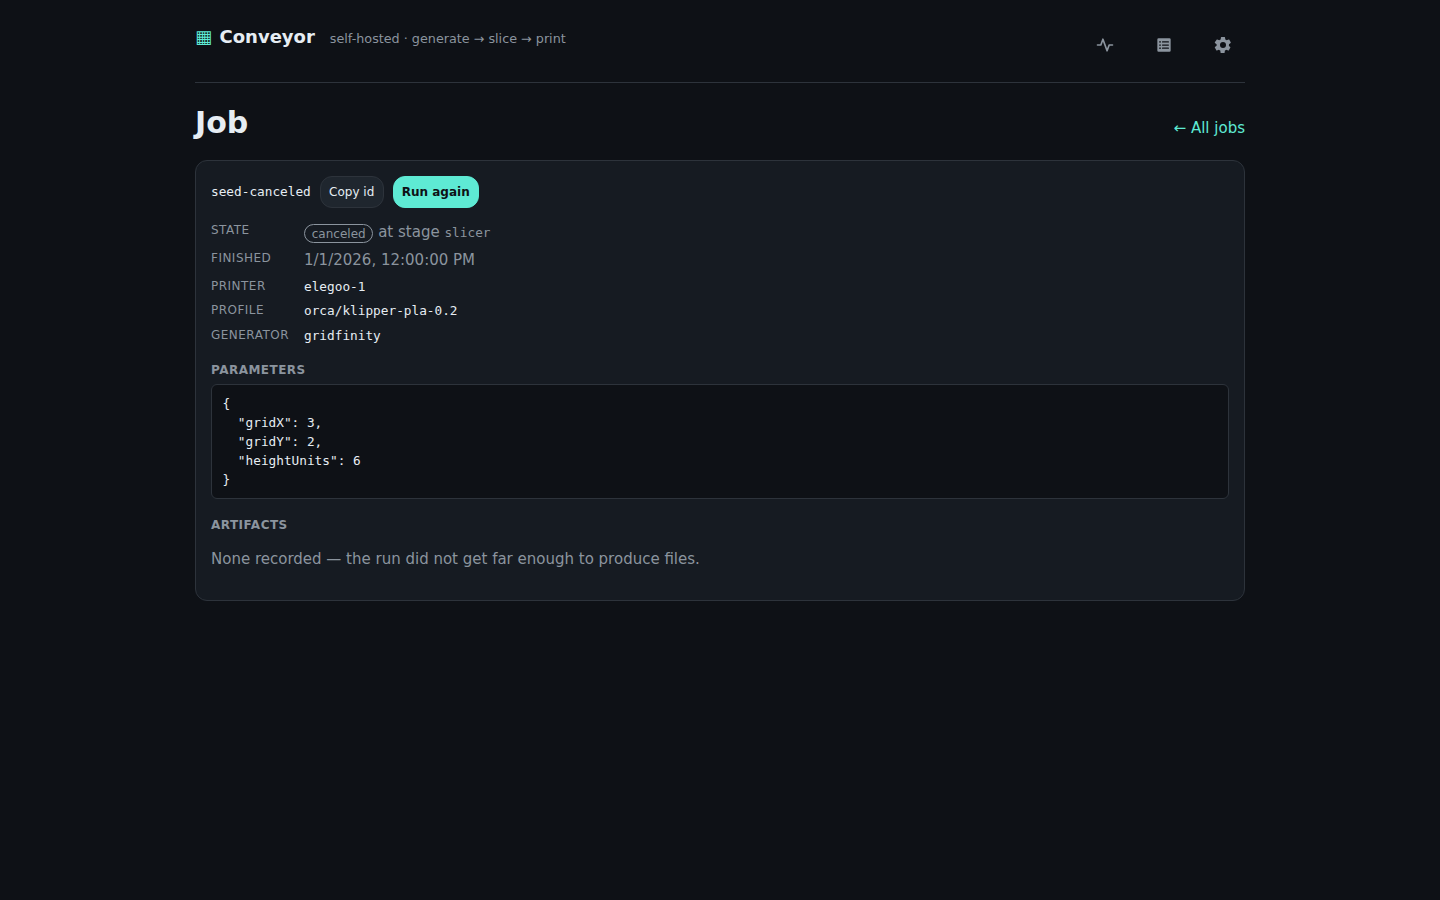 Conveyor self-hosted · generate → slice → print
Job
← All jobs
seed-canceled Copy id Run again
STATE canceled at stage slicer
FINISHED 1/1/2026, 12:00:00 PM
PRINTER elegoo-1
PROFILE orca/klipper-pla-0.2
GENERATOR gridfinity
PARAMETERS
{
"gridX": 3,
"gridY": 2,
"heightUnits": 6
}
ARTIFACTS
None recorded — the run did not get far enough to produce files.